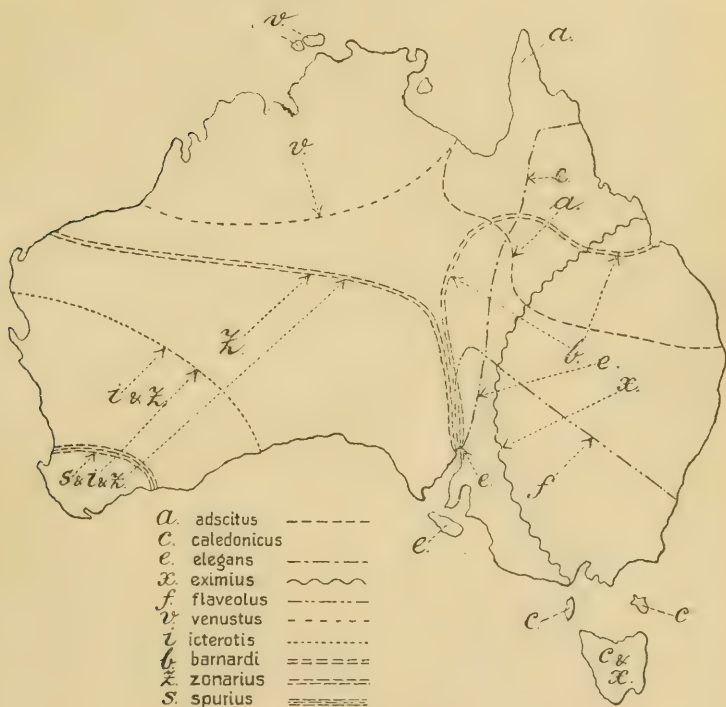 v.
a.
v.
e.
a.
z.
b.
e.
i & z.
x.
s & i & z.
f
e.
e.
a. adscitus
c. caledonicus
e. elegans
x. eximius
f. flaveolus
v. venustus
i icterotis
b. barnardi
z. zonarius
s. spurius
c.
c
c &
x.